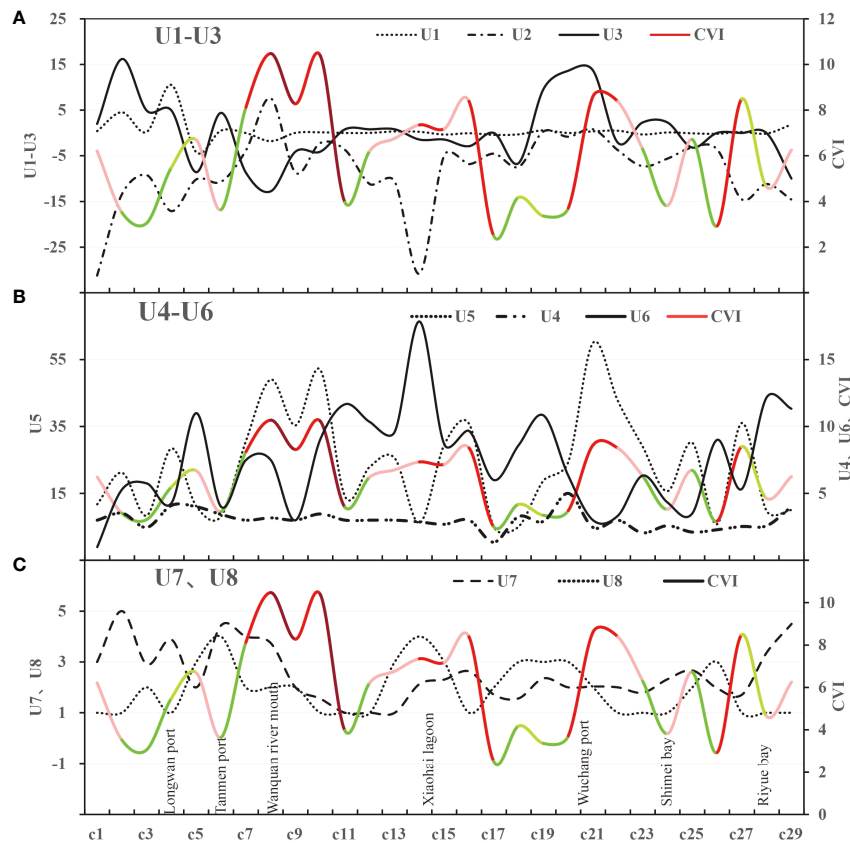 A
U1-U3
U1 U2 U3 CVI
25
15
5
-5
-15
-25
U1-U3
12
10
8
6
4
2
CVI
B
U4-U6
U5 U4 U6 CVI
55
35
15
U5
15
10
5
U4、U6、CVI
C
U7、U8
U7 U8 CVI
5
3
1
-1
U7、U8
10
8
6
4
2
0
CVI
Longwan port
Tanmen port
Wanquan river mouth
Xiaohai lagoon
Wuchang port
Shimei bay
Riyue bay
c1 c3 c5 c7 c9 c11 c13 c15 c17 c19 c21 c23 c25 c27 c29